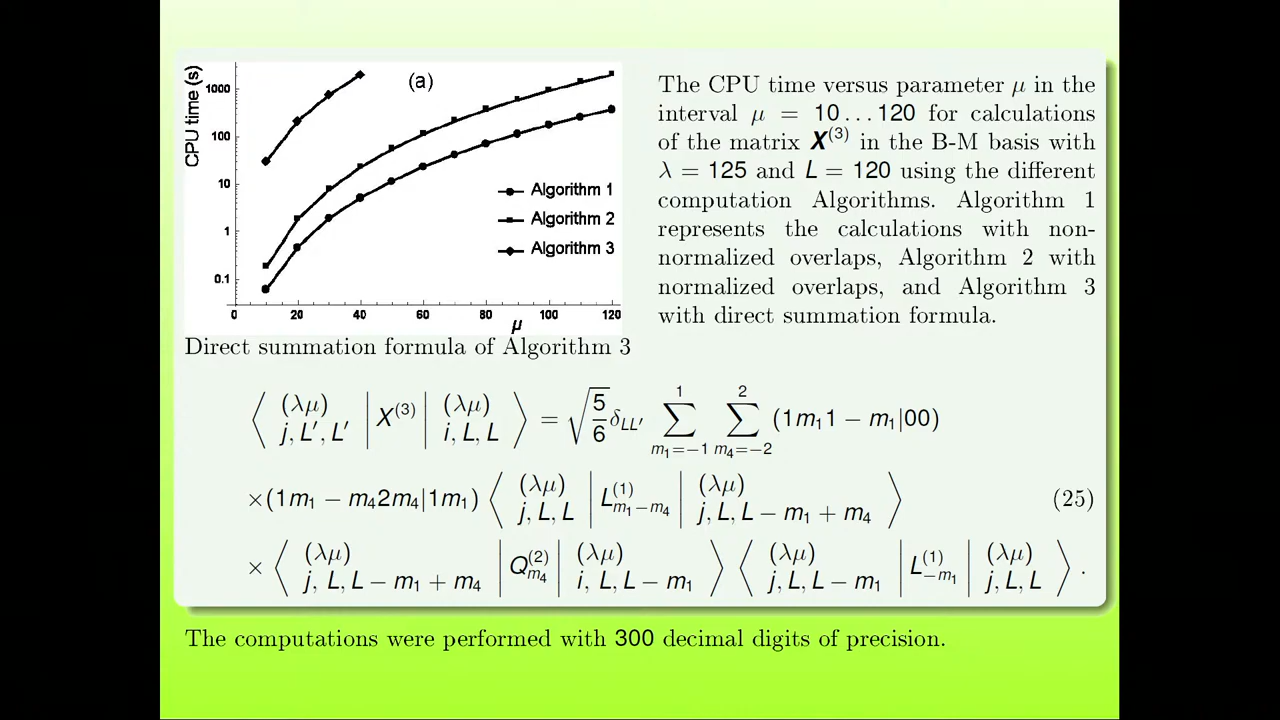 (a)
CPU time (s)
1000
100
10
1
0.1
0 20 40 60 80 100 120
μ
Algorithm 1
Algorithm 2
Algorithm 3
The CPU time versus parameter μ in the
interval μ = 10…120 for calculations
of the matrix X^(3) in the B-M basis with
λ = 125 and L = 120 using the different
computation Algorithms. Algorithm 1
represents the calculations with non-
normalized overlaps, Algorithm 2 with
normalized overlaps, and Algorithm 3
with direct summation formula.
Direct summation formula of Algorithm 3
⟨ (λμ) j, L′, L′ | X^(3) | (λμ) i, L, L ⟩ = √(5/6) δ_LL′ ∑_{m₁=−1}^{1} ∑_{m₄=−2}^{2} (1m₁1 − m₁|00)
×(1m₁ − m₄2m₄|1m₁) ⟨ (λμ) j, L, L | L^(1)_{m₁−m₄} | (λμ) j, L, L − m₁ + m₄ ⟩ (25)
× ⟨ (λμ) j, L, L − m₁ + m₄ | Q^(2)_{m₄} | (λμ) i, L, L − m₁ ⟩ ⟨ (λμ) j, L, L − m₁ | L^(1)_{−m₁} | (λμ) j, L, L ⟩ .
The computations were performed with 300 decimal digits of precision.